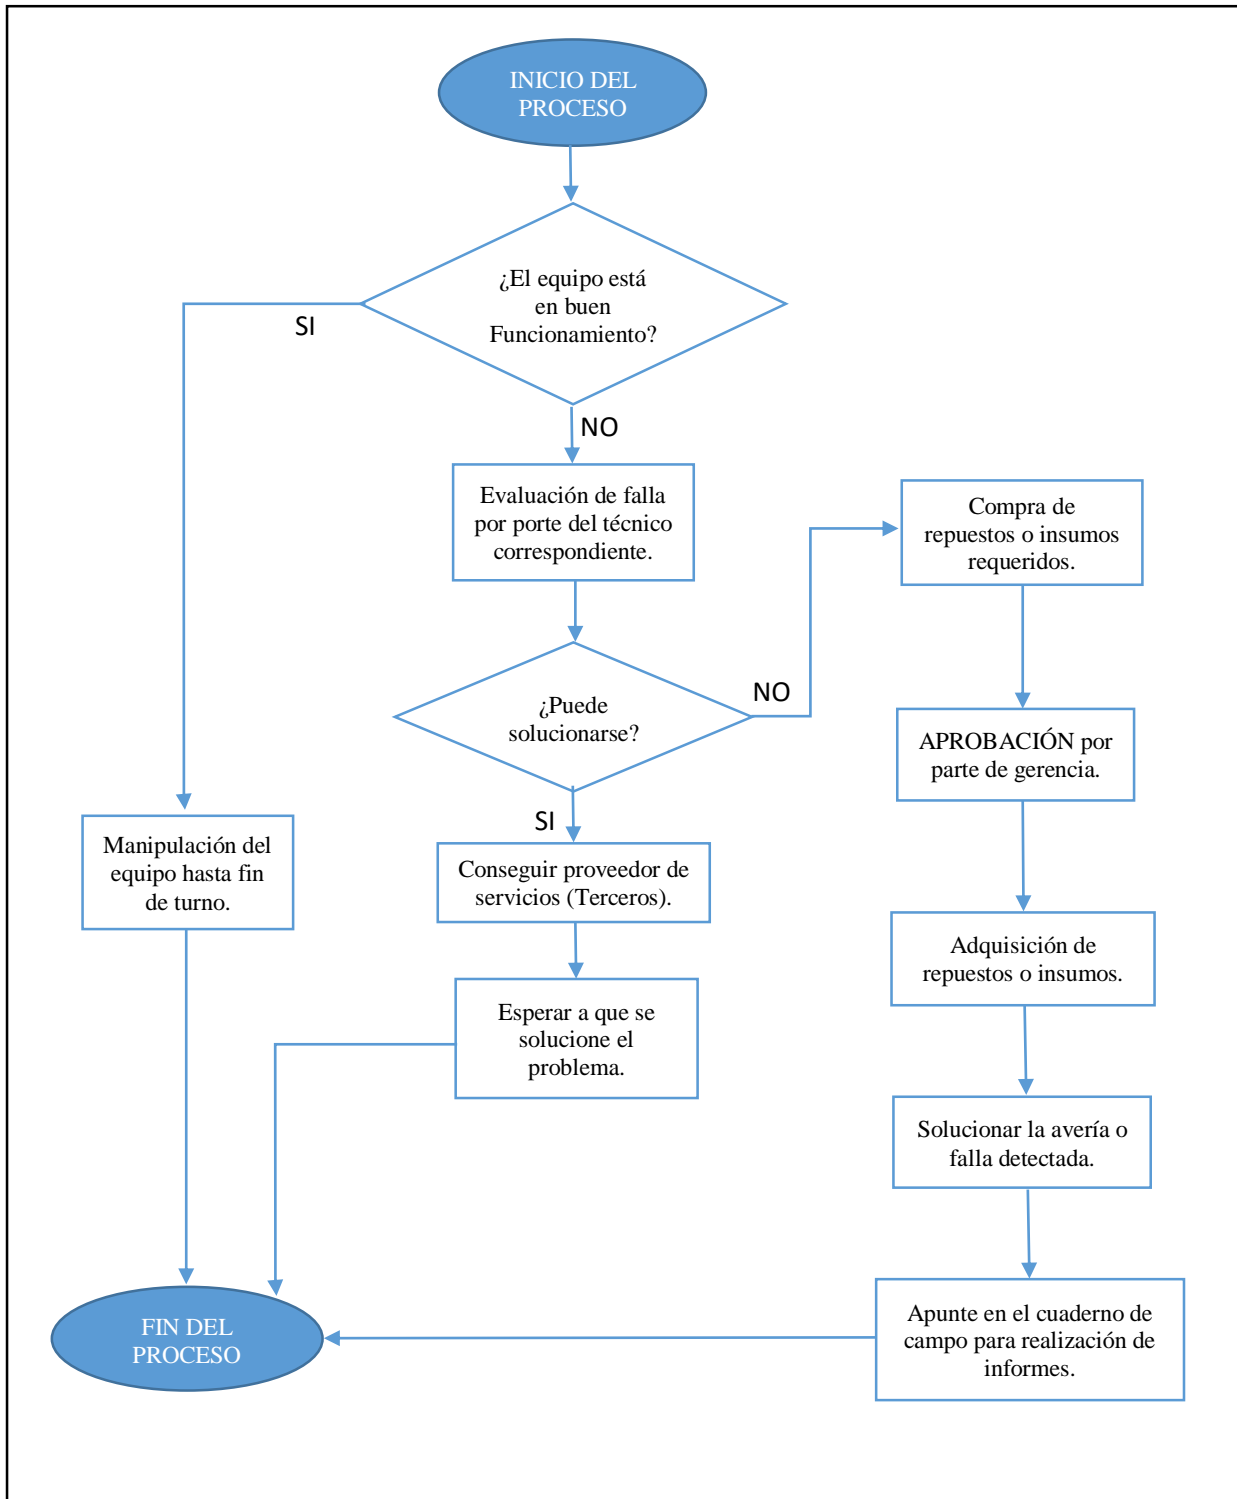 INICIO DEL
PROCESO
¿El equipo está
en buen
Funcionamiento?
SI
NO
Evaluación de falla
por porte del técnico
correspondiente.
Compra de
repuestos o insumos
requeridos.
¿Puede
solucionarse?
NO
APROBACIÓN por
parte de gerencia.
SI
Manipulación del
equipo hasta fin
de turno.
Conseguir proveedor de
servicios (Terceros).
Adquisición de
repuestos o insumos.
Esperar a que se
solucione el
problema.
Solucionar la avería o
falla detectada.
FIN DEL
PROCESO
Apunte en el cuaderno de
campo para realización de
informes.